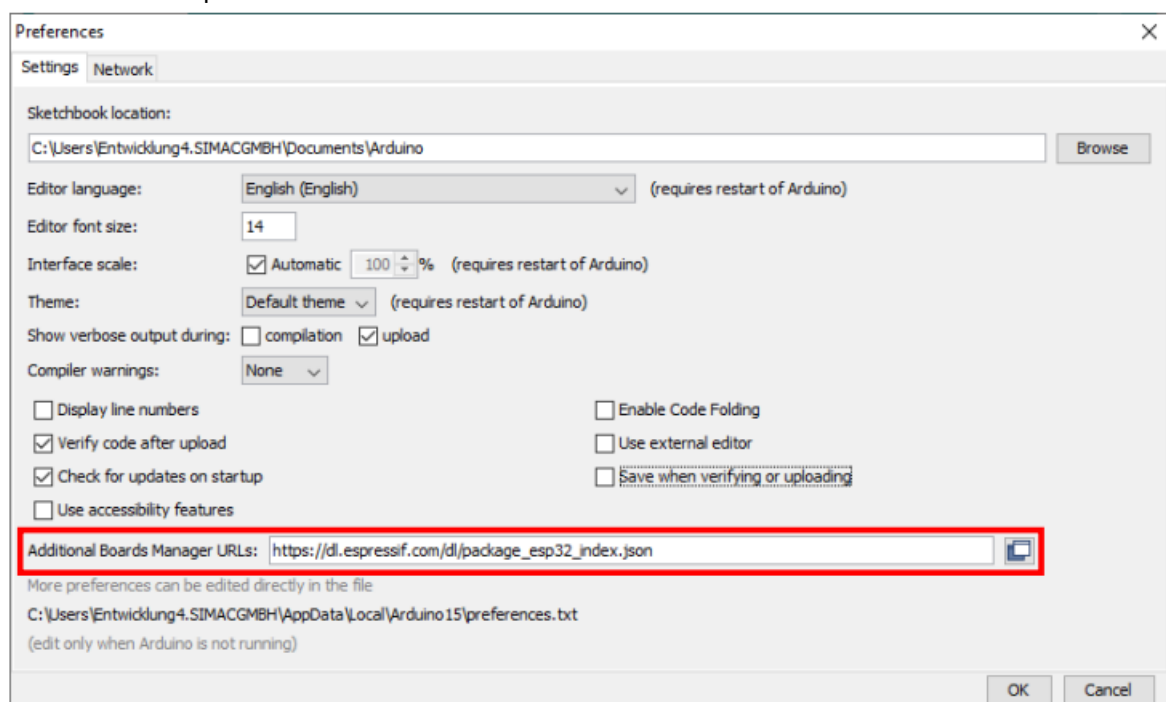 Preferences
Settings Network
Sketchbook location:
C:\Users\Entwicklung4.SIMACGMBH\Documents\Arduino Browse
Editor language: English (English) (requires restart of Arduino)
Editor font size: 14
Interface scale: Automatic 100 % (requires restart of Arduino)
Theme: Default theme (requires restart of Arduino)
Show verbose output during: compilation upload
Compiler warnings: None
Display line numbers Enable Code Folding
Verify code after upload Use external editor
Check for updates on startup Save when verifying or uploading
Use accessibility features
Additional Boards Manager URLs: https://dl.espressif.com/dl/package_esp32_index.json
More preferences can be edited directly in the file
C:\Users\Entwicklung4.SIMACGMBH\AppData\Local\Arduino15\preferences.txt
(edit only when Arduino is not running)
OK Cancel